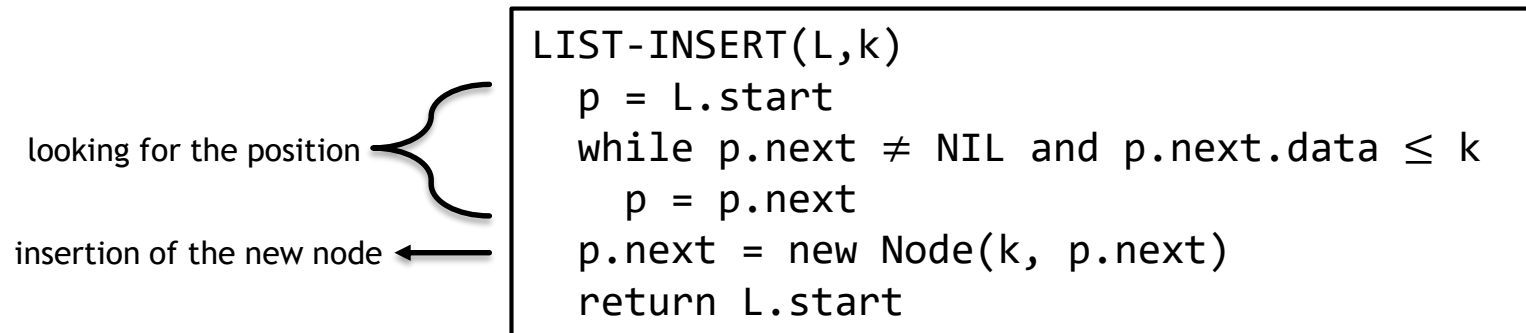 LIST-INSERT(L,k)
p = L.start
looking for the position
while p.next ≠ NIL and p.next.data ≤ k
p = p.next
insertion of the new node
p.next = new Node(k, p.next)
return L.start